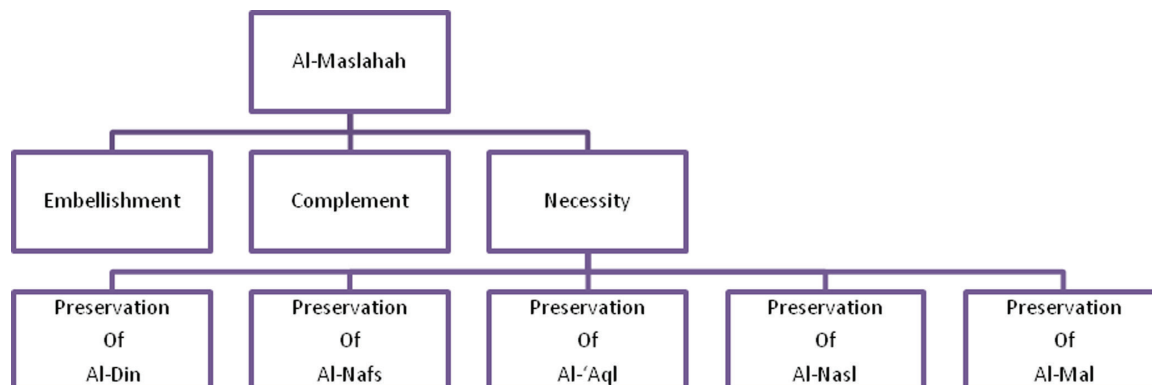 Al-Maslahah
Embellishment
Complement
Necessity
Preservation
Of
Al-Din
Preservation
Of
Al-Nafs
Preservation
Of
Al-‘Aql
Preservation
Of
Al-Nasl
Preservation
Of
Al-Mal